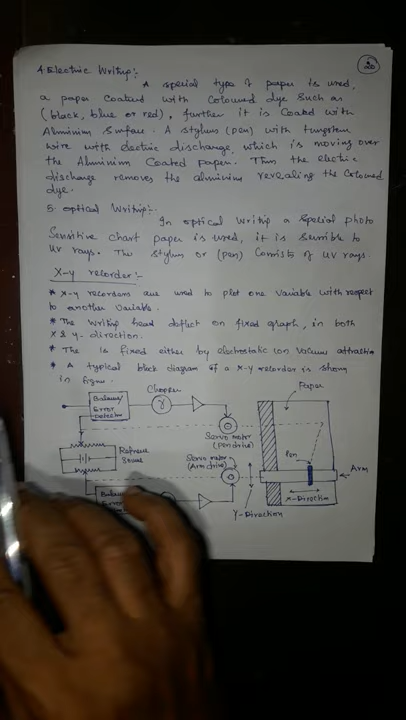 4. Electric Writing:-
A special type of paper is used,
a paper coated with coloured dye such as
(black, blue or red), further it is coated with
Aluminium surface. A stylus (pen) with tungsten
wire with electric discharge, which is moving over
the Aluminium coated paper. Thus the electric
discharge removes the aluminium revealing the coloured
dye.
5. Optical Writing:-
In optical writing a special photo
Sensitive chart paper is used, it is sensible to
UV rays. The stylus or (pen) consists of UV rays.
X-Y recorder:-
* X-Y recorders are used to plot one variable with respect
to another variable.
* The writing head deflect on fixed graph, in both
X & Y- direction.
* The is fixed either by electrostatic ion vacuum attraction
* A typical block diagram of a X-Y recorder is shown
in figure.
Balance/
Error
Detector
Chopper
Servo motor
(Pen drive)
Paper
Refrence
Servo motor
(Arm drive)
Pen
Arm
X-Direction
Y-Direction
Balance/